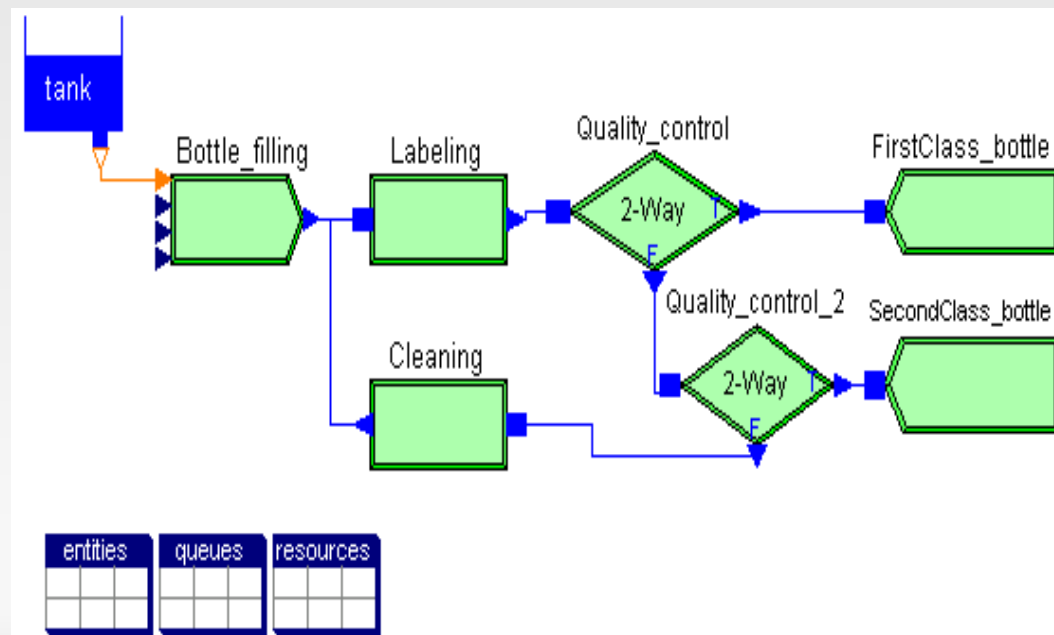 tank
Bottle_filling
Labeling
Quality_control
2-Way
T
F
FirstClass_bottle
Quality_control_2
2-Way
T
F
SecondClass_bottle
Cleaning
entities
queues
resources